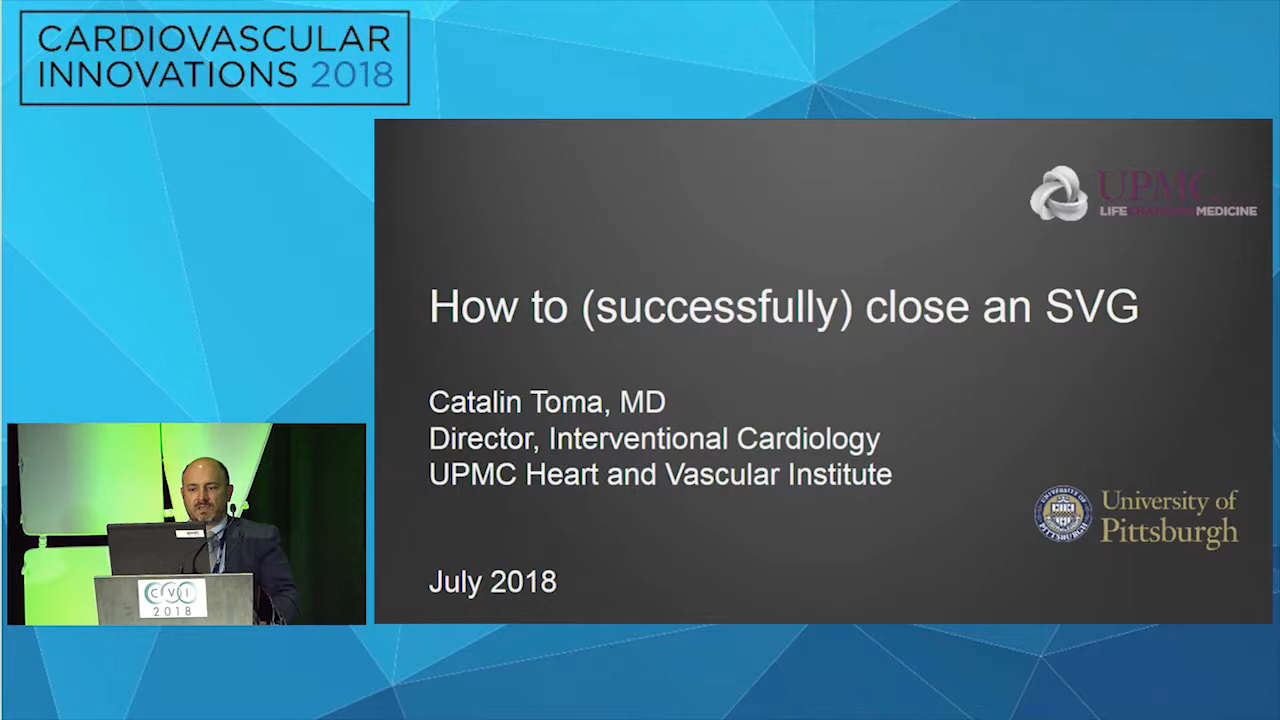 CARDIOVASCULAR
INNOVATIONS 2018
UPMC
LIFE CHANGING MEDICINE
How to (successfully) close an SVG
Catalin Toma, MD
Director, Interventional Cardiology
UPMC Heart and Vascular Institute
University of
Pittsburgh
July 2018
CVI
2018